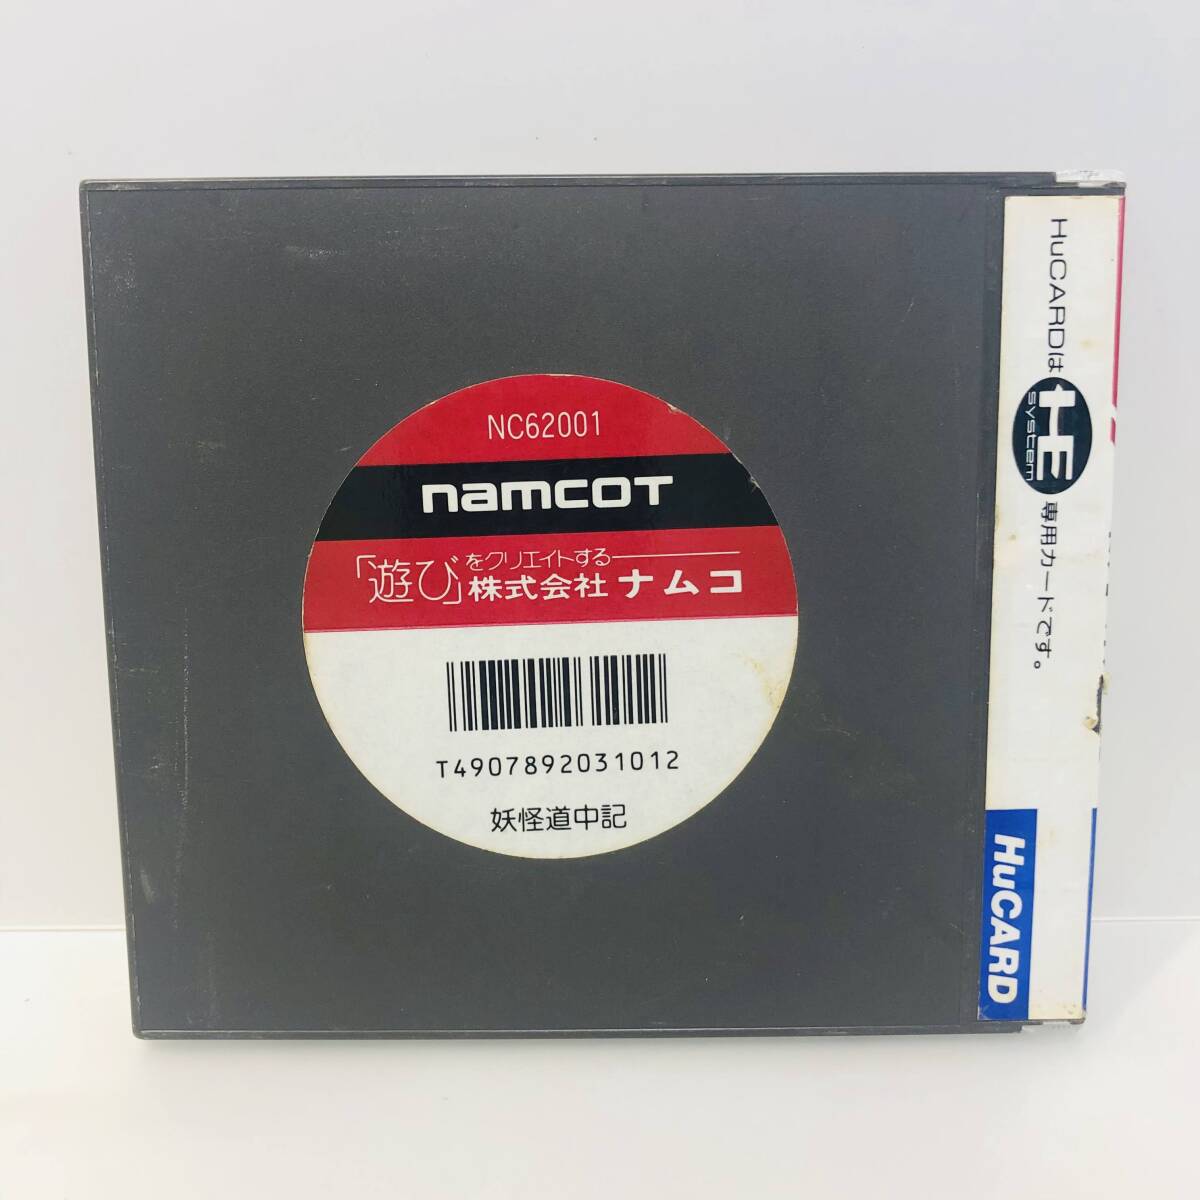 NC62001
namcoT
「遊び」をクリエイトする
株式会社ナムコ
T4907892031012
妖怪道中記
HuCARDは HE system 専用カードです。
HuCARD